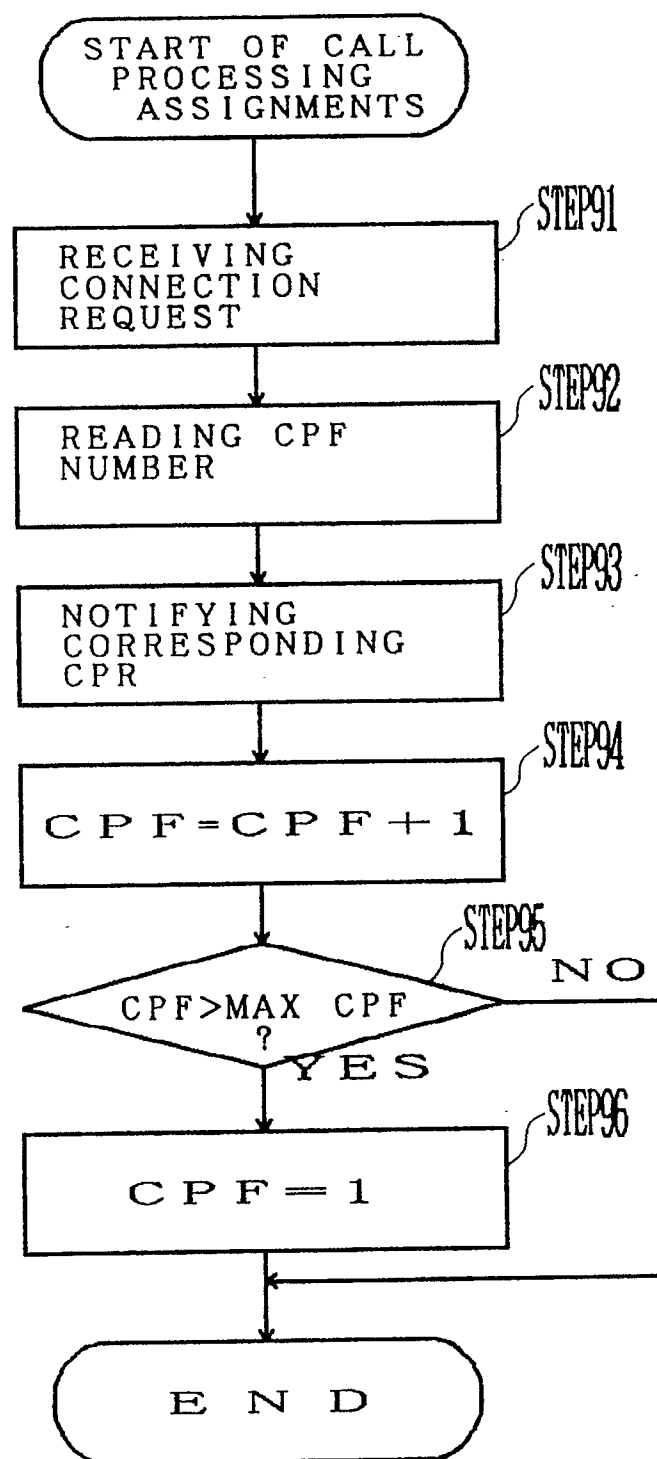 START OF CALL
PROCESSING
ASSIGNMENTS
STEP91
RECEIVING
CONNECTION
REQUEST
STEP92
READING CPF
NUMBER
STEP93
NOTIFYING
CORRESPONDING
CPR
STEP94
CPF=CPF+1
STEP95
NO
CPF>MAX CPF
?
YES
STEP96
CPF=1
END